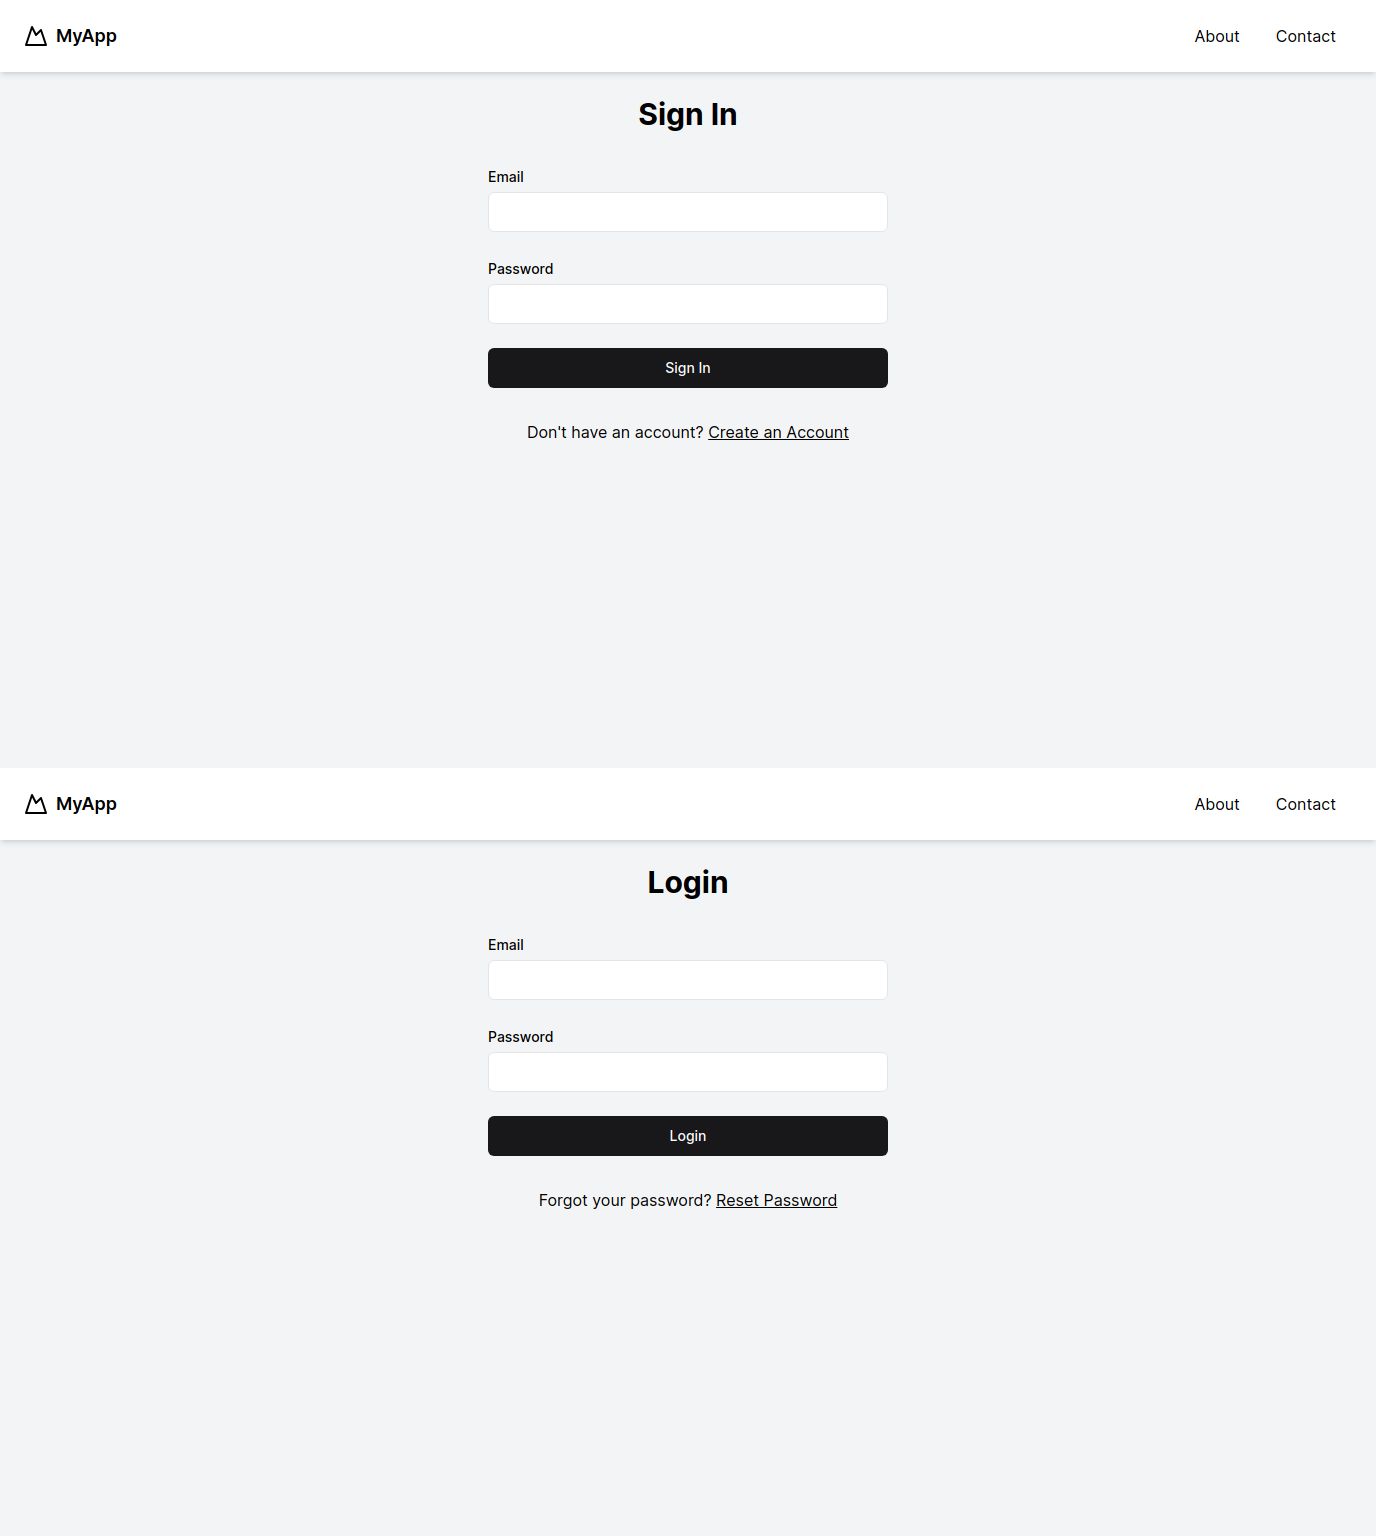 MyApp About Contact
Sign In
Email
Password
Sign In
Don't have an account? Create an Account
MyApp About Contact
Login
Email
Password
Login
Forgot your password? Reset Password